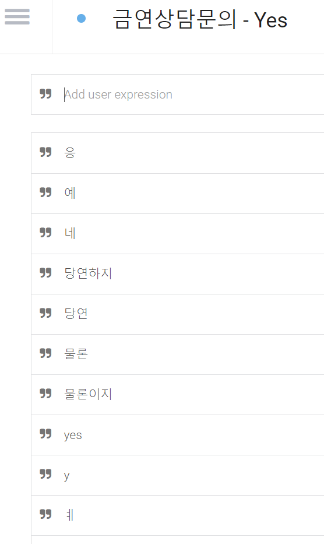 금연상담문의 - Yes
Add user expression
응
예
네
당연하지
당연
물론
물론이지
yes
y
ㅖ